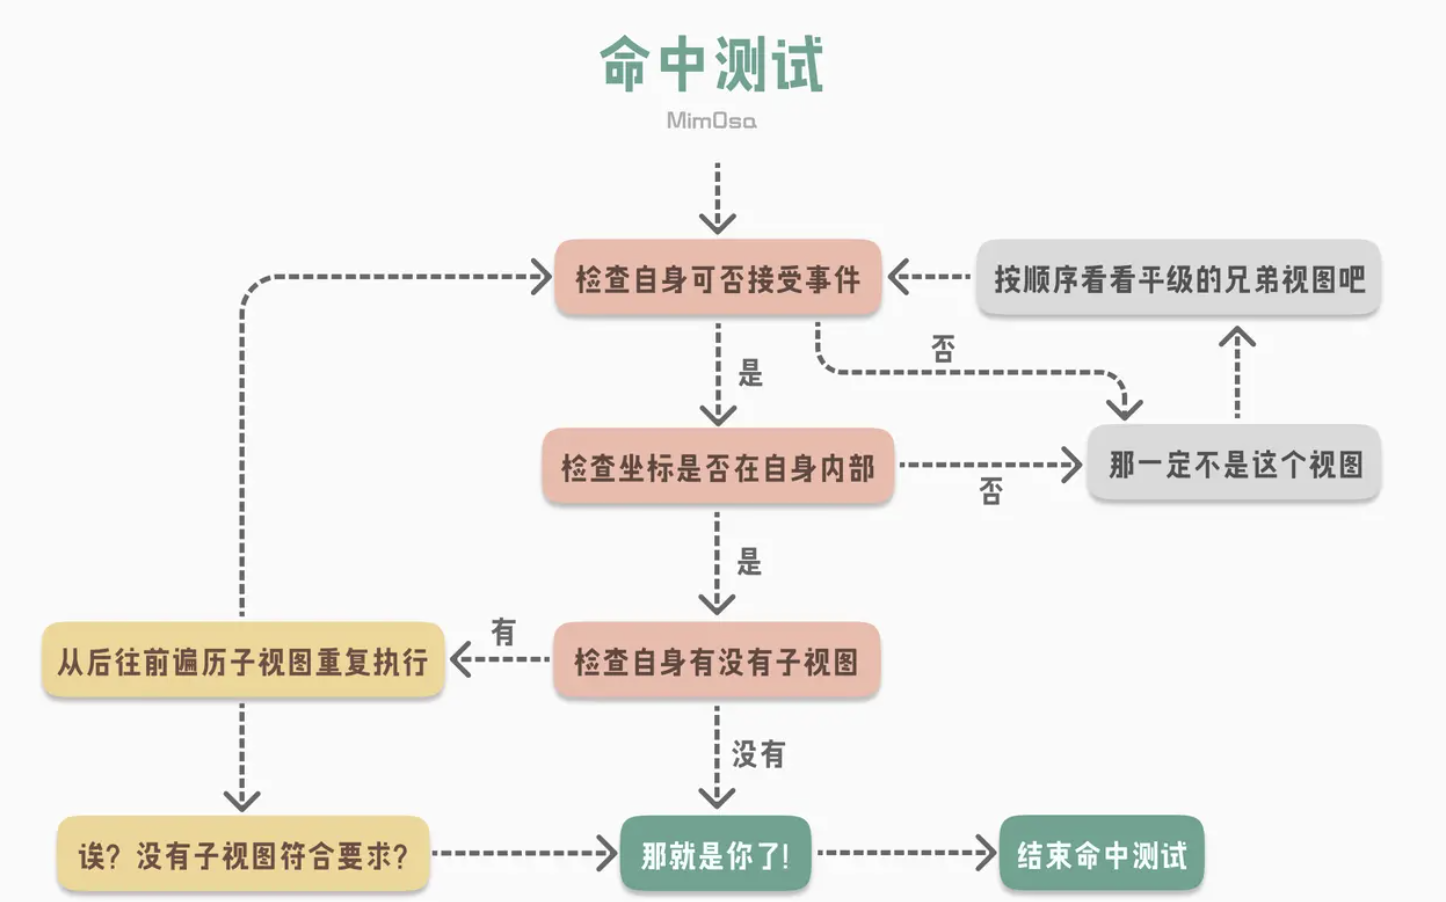 命中测试
MimOsa
检查自身可否接受事件
按顺序看看平级的兄弟视图吧
是
否
检查坐标是否在自身内部
否
那一定不是这个视图
是
从后往前遍历子视图重复执行
有
检查自身有没有子视图
没有
诶？没有子视图符合要求？
那就是你了！
结束命中测试